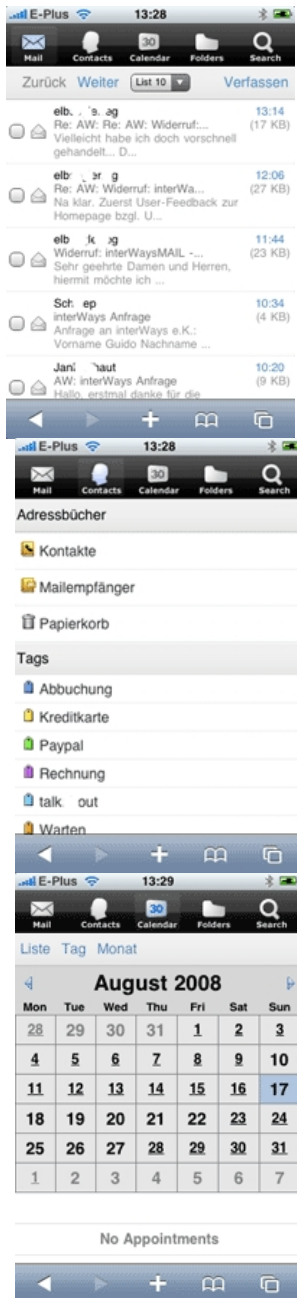 E-Plus 13:28
Mail Contacts 30 Calendar Folders Search
Zurück Weiter List 10 Verfassen
13:14
Re: AW: Re: AW: Widerruf:... (17 KB)
Vielleicht habe ich doch vorschnell
gehandelt... D...
12:06
Re: AW: Widerruf: interWa... (27 KB)
Na klar. Zuerst User-Feedback zur
Homepage bzgl. U...
11:44
Widerruf: interWaysMAIL -... (23 KB)
Sehr geehrte Damen und Herren,
hiermit möchte ich ...
10:34
interWays Anfrage (4 KB)
Anfrage an interWays e.K.:
Vorname Guido Nachname ...
10:20
AW: interWays Anfrage (9 KB)
Hallo, erstmal danke für die
E-Plus 13:28
Mail Contacts 30 Calendar Folders Search
Adressbücher
Kontakte
Mailempfänger
Papierkorb
Tags
Abbuchung
Kreditkarte
Paypal
Rechnung
talk out
Warten
E-Plus 13:29
Mail Contacts 30 Calendar Folders Search
Liste Tag Monat
August 2008
Mon Tue Wed Thu Fri Sat Sun
28 29 30 31 1 2 3
4 5 6 7 8 9 10
11 12 13 14 15 16 17
18 19 20 21 22 23 24
25 26 27 28 29 30 31
1 2 3 4 5 6 7
No Appointments